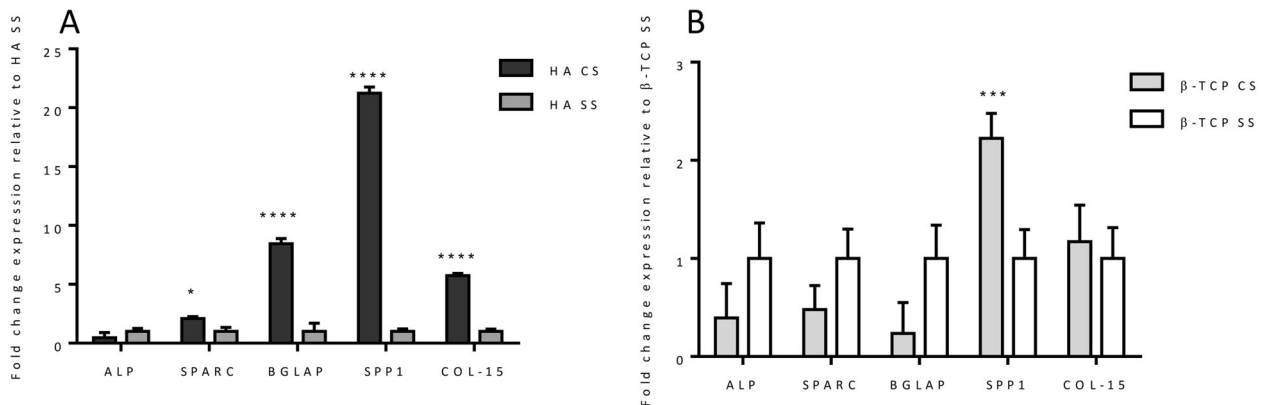 A
Fold change expression relative to HA SS
25
20
15
10
5
0
HA CS
HA SS
*
****
****
****
ALP SPARC BGLAP SPP1 COL-15
B
Fold change expression relative to β-TCP SS
3
2
1
0
β-TCP CS
β-TCP SS
***
ALP SPARC BGLAP SPP1 COL-15